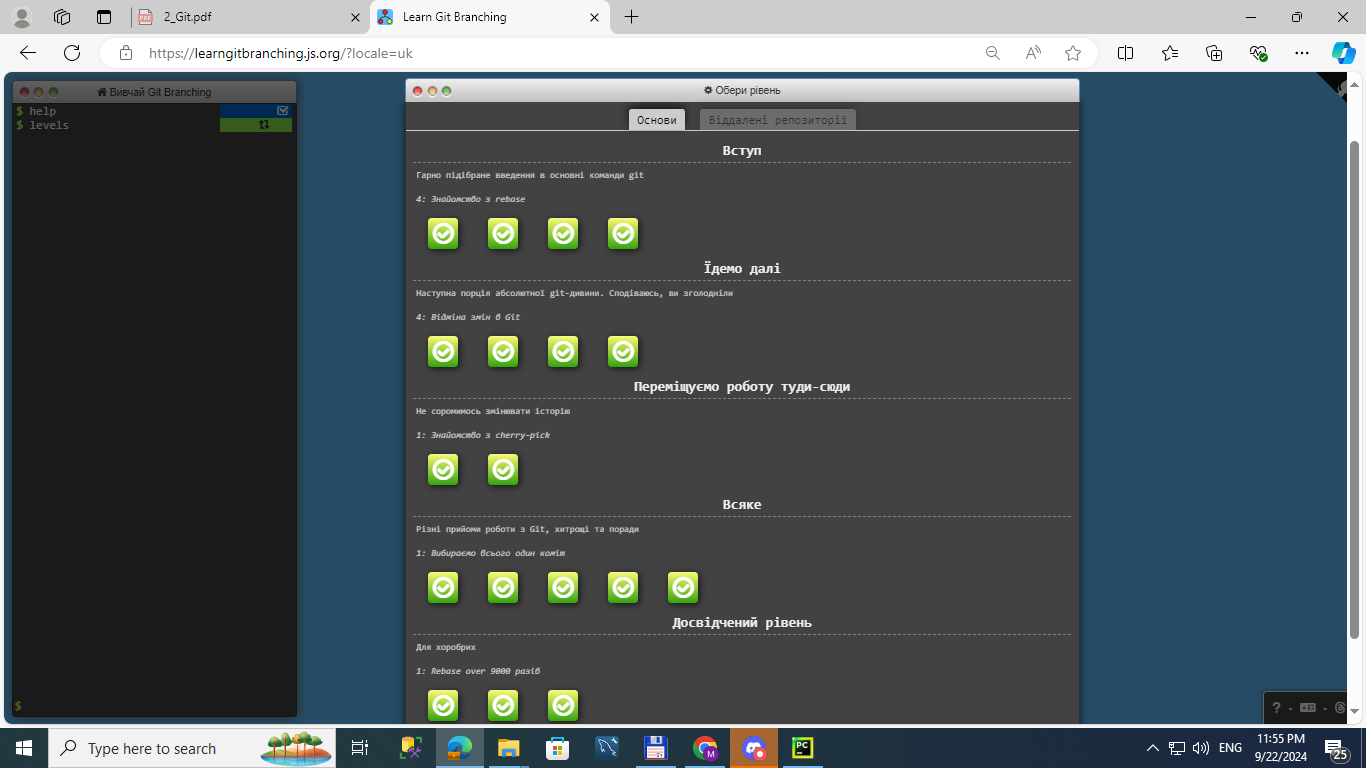 2_Git.pdf
Learn Git Branching
https://learngitbranching.js.org/?locale=uk
Вивчай Git Branching
$ help
$ levels
$
Обери рівень
Основи
Віддалені репозиторії
Вступ
Гарно підібране введення в основні команди git
4: Знайомство з rebase
Їдемо далі
Наступна порція абсолютної git-дивини. Сподіваюсь, ви зголодніли
4: Відміна змін в Git
Переміщуємо роботу туди-сюди
Не соромимось змінювати історію
1: Знайомство з cherry-pick
Всяке
Різні прийоми роботи з Git, хитрощі та поради
1: Вибираємо всього один коміт
Досвідчений рівень
Для хоробрих
1: Rebase over 9000 разів
Type here to search
PC
M
ENG
11:55 PM
9/22/2024
25